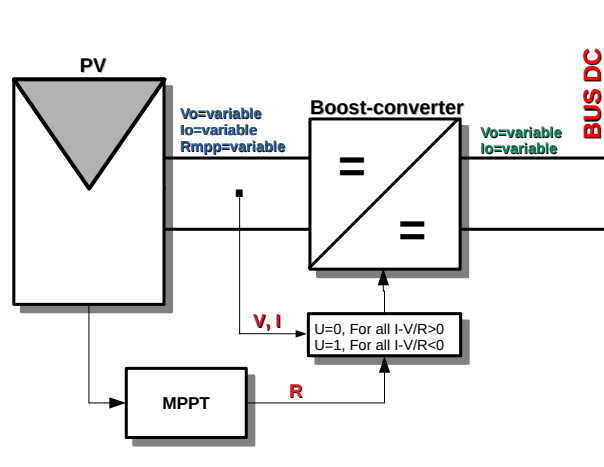 PV
Boost-converter
BUS DC
Vo=variable
Io=variable
Rmpp=variable
Vo=variable
Io=variable
=
=
V, I
U=0, For all I-V/R>0
U=1, For all I-V/R<0
MPPT
R